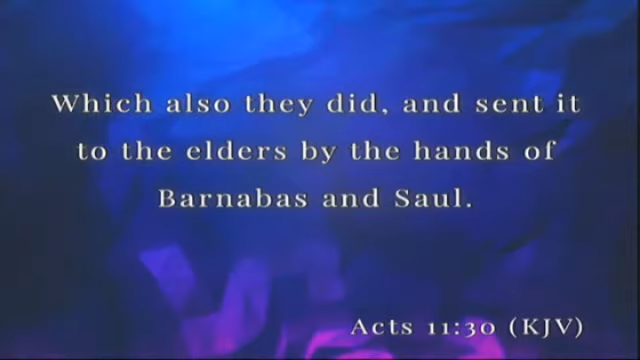 Which also they did, and sent it
to the elders by the hands of
Barnabas and Saul.
Acts 11:30 (KJV)